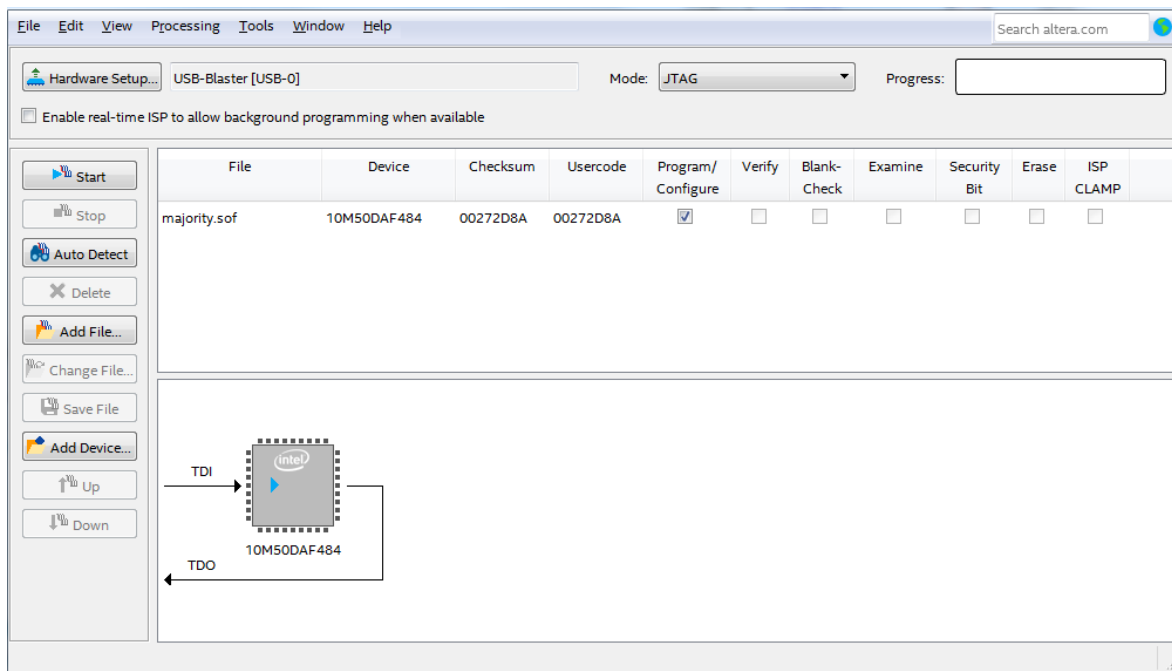 File Edit View Processing Tools Window Help Search altera.com
Hardware Setup... USB-Blaster [USB-0] Mode: JTAG Progress:
Enable real-time ISP to allow background programming when available
Start
Stop
Auto Detect
Delete
Add File...
Change File...
Save File
Add Device...
Up
Down
File Device Checksum Usercode Program/ Verify Blank- Examine Security Erase ISP
Configure Check Bit CLAMP
majority.sof 10M50DAF484 00272D8A 00272D8A
TDI
intel
10M50DAF484
TDO